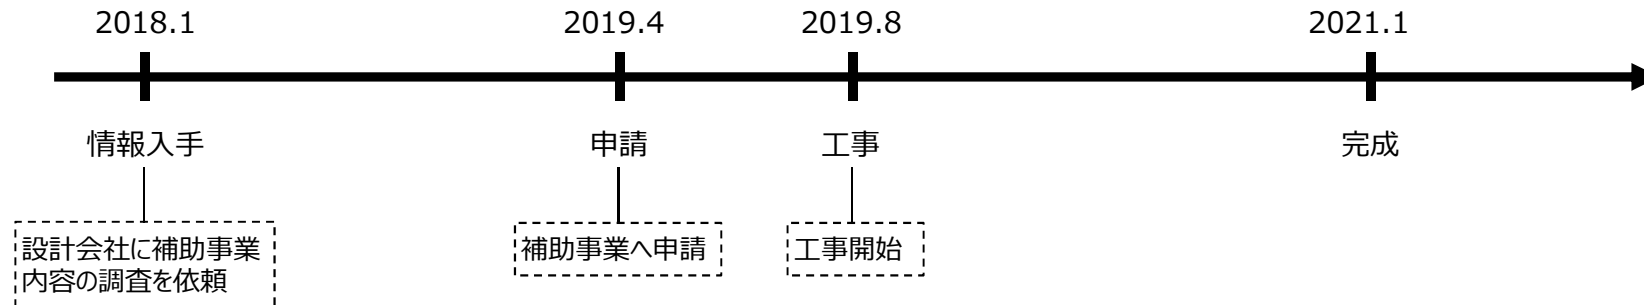 2018.1
2019.4
2019.8
2021.1
情報入手
申請
工事
完成
設計会社に補助事業
内容の調査を依頼
補助事業へ申請
工事開始